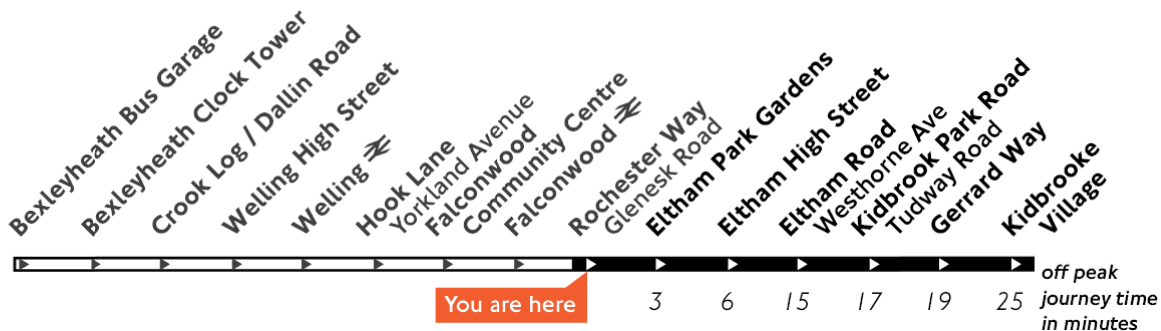 Bexleyheath Bus Garage
Bexleyheath Clock Tower
Crook Log / Dallin Road
Welling High Street
Welling
Hook Lane
Yorkland Avenue
Falconwood
Community Centre
Falconwood
Rochester Way
Glenesk Road
Eltham Park Gardens
Eltham High Street
Eltham Road
Westhorne Ave
Kidbrook Park Road
Tudway Road
Gerrard Way
Kidbrooke
Village
You are here
3 6 15 17 19 25
off peak
journey time
in minutes